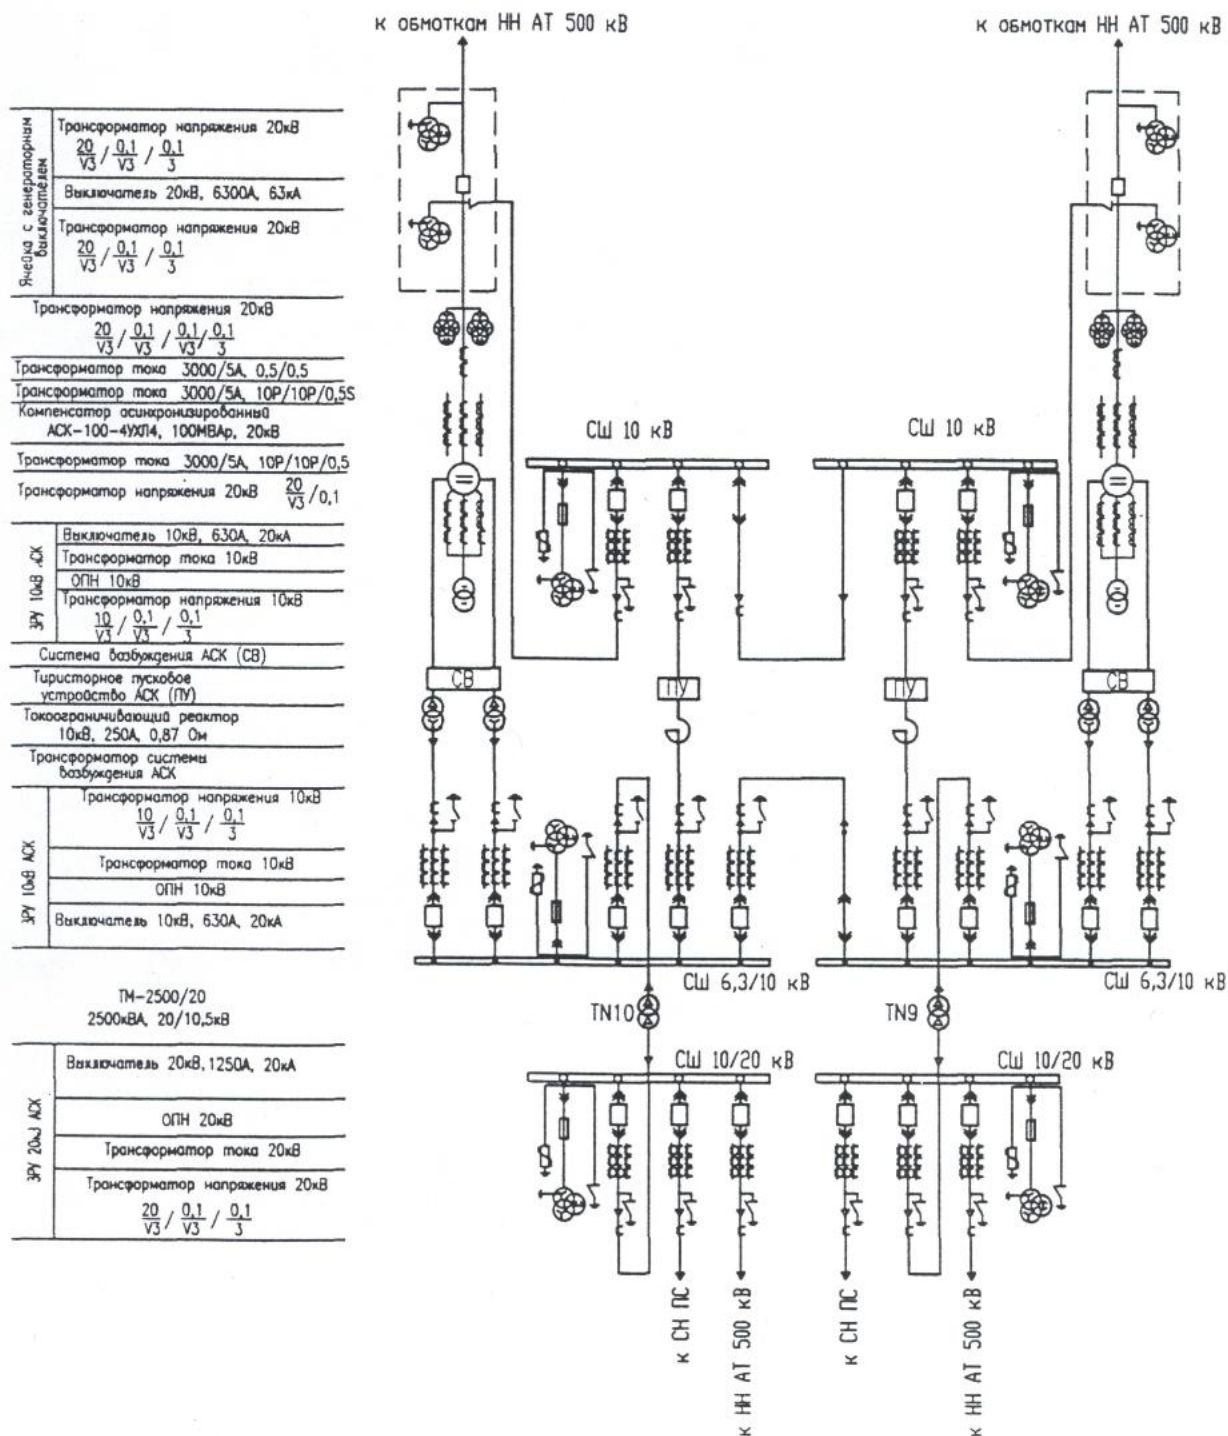 к обмоткам НН АТ 500 кВ
к обмоткам НН АТ 500 кВ
Ячейка с генераторным
выключателем
Трансформатор напряжения 20кВ
20/V3 / 0,1/V3 / 0,1/3
Выключатель 20кВ, 6300А, 63кА
Трансформатор напряжения 20кВ
20/V3 / 0,1/V3 / 0,1/3
Трансформатор напряжения 20кВ
20/V3 / 0,1/V3 / 0,1/V3 / 0,1/3
Трансформатор тока 3000/5А, 0,5/0,5
Трансформатор тока 3000/5А, 10Р/10Р/0,5S
Компенсатор асинхронизированный
АСК-100-4УХЛ4, 100МВАр, 20кВ
Трансформатор тока 3000/5А, 10Р/10Р/0,5
Трансформатор напряжения 20кВ 20/V3 /0,1
ЗРУ 10кВ АСК
Выключатель 10кВ, 630А, 20кА
Трансформатор тока 10кВ
ОПН 10кВ
Трансформатор напряжения 10кВ
10/V3 / 0,1/V3 / 0,1/3
Система возбуждения АСК (СВ)
Тиристорное пусковое
устройство АСК (ПУ)
Токоограничивающий реактор
10кВ, 250А, 0,87 Ом
Трансформатор системы
возбуждения АСК
ЗРУ 10кВ АСК
Трансформатор напряжения 10кВ
10/V3 / 0,1/V3 / 0,1/3
Трансформатор тока 10кВ
ОПН 10кВ
Выключатель 10кВ, 630А, 20кА
ТМ-2500/20
2500кВА, 20/10,5кВ
ЗРУ 20кВ АСК
Выключатель 20кВ,1250А, 20кА
ОПН 20кВ
Трансформатор тока 20кВ
Трансформатор напряжения 20кВ
20/V3 / 0,1/V3 / 0,1/3
СШ 10 кВ
СШ 10 кВ
СВ
ПУ
ПУ
СВ
СШ 6,3/10 кВ
СШ 6,3/10 кВ
TN10
TN9
СШ 10/20 кВ
СШ 10/20 кВ
к СН ПС
к НН АТ 500 кВ
к СН ПС
к НН АТ 500 кВ